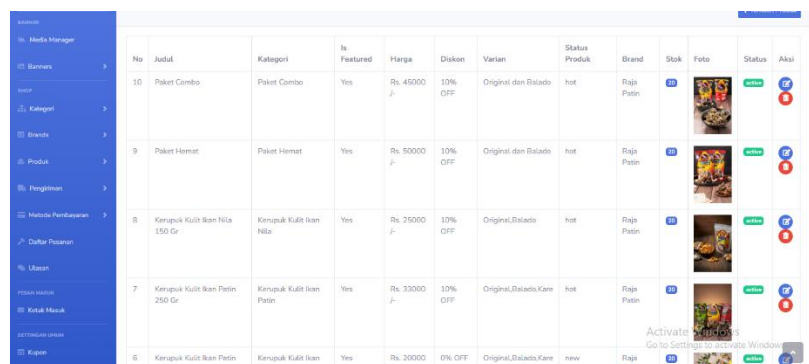 BANNER
Media Manager
Banners
SHOP
Kategori
Brands
Produk
Pengiriman
Metode Pembayaran
Daftar Pesanan
Ulasan
PESAN MASUK
Kotak Masuk
SETTINGAN UMUM
Kupon
No Judul Kategori Is Featured Harga Diskon Varian Status Produk Brand Stok Foto Status Aksi
10 Paket Combo Paket Combo Yes Rs. 45000 /- 10% OFF Original dan Balado hot Raja Patin 20 active
9 Paket Hemat Paket Hemat Yes Rs. 50000 /- 10% OFF Original dan Balado hot Raja Patin 20 active
8 Kerupuk Kulit Ikan Nila 150 Gr Kerupuk Kulit Ikan Nila Yes Rs. 25000 /- 10% OFF Original,Balado hot Raja Patin 20 active
7 Kerupuk Kulit Ikan Patin 250 Gr Kerupuk Kulit Ikan Patin Yes Rs. 33000 /- 10% OFF Original,Balado,Kare hot Raja Patin 20 active
6 Kerupuk Kulit Ikan Patin Kerupuk Kulit Ikan Yes Rs. 20000 0% OFF Original,Balado,Kare new Raja 20 active
Activate Windows
Go to Settings to activate Windows.